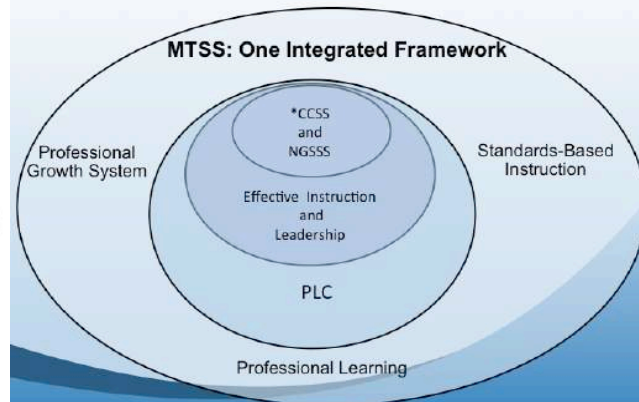 MTSS: One Integrated Framework
*CCSS
and
NGSSS
Professional
Growth System
Standards-Based
Instruction
Effective Instruction
and
Leadership
PLC
Professional Learning